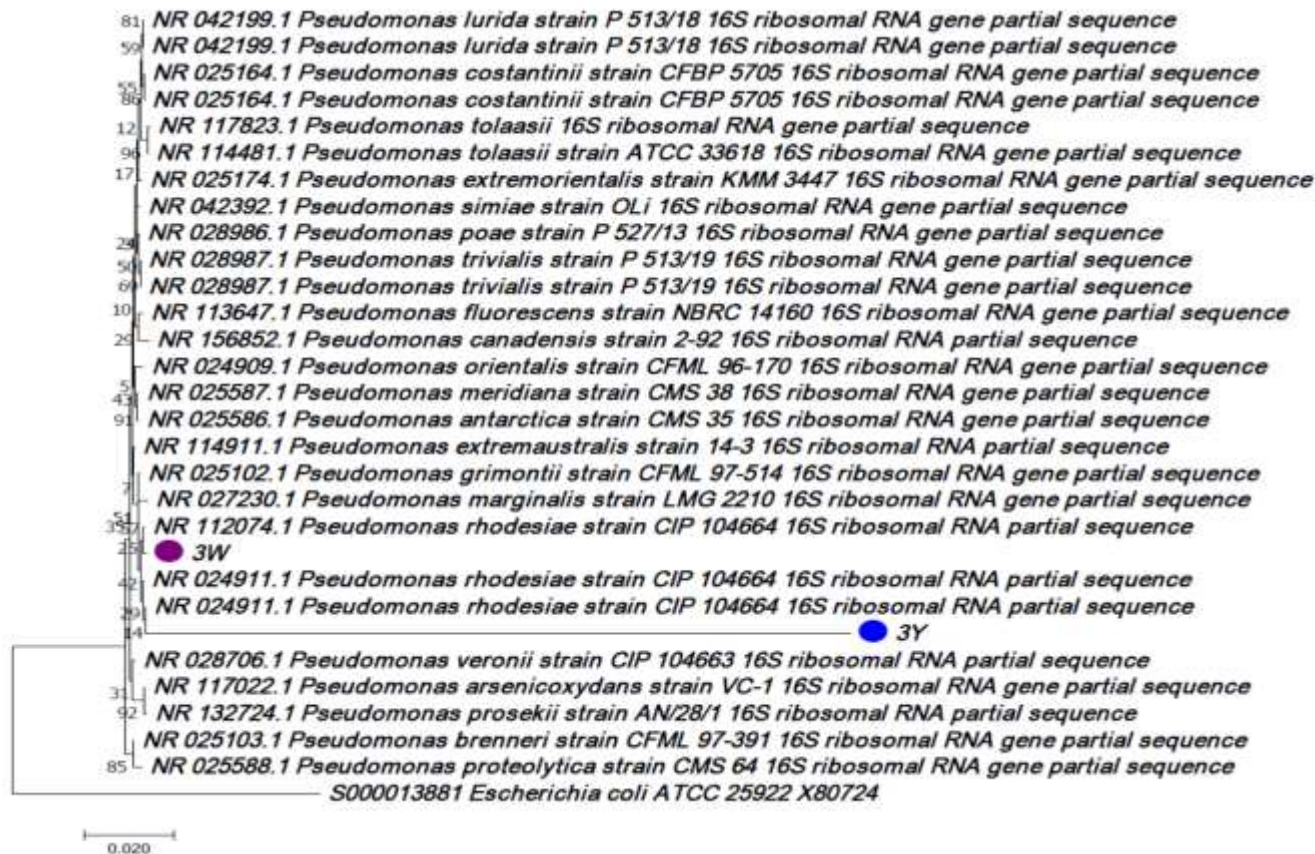 81 NR 042199.1 Pseudomonas lurida strain P 513/18 16S ribosomal RNA gene partial sequence
59 NR 042199.1 Pseudomonas lurida strain P 513/18 16S ribosomal RNA gene partial sequence
55 NR 025164.1 Pseudomonas costantinii strain CFBP 5705 16S ribosomal RNA gene partial sequence
86 NR 025164.1 Pseudomonas costantinii strain CFBP 5705 16S ribosomal RNA gene partial sequence
12 NR 117823.1 Pseudomonas tolaasii 16S ribosomal RNA gene partial sequence
96 NR 114481.1 Pseudomonas tolaasii strain ATCC 33618 16S ribosomal RNA gene partial sequence
17 NR 025174.1 Pseudomonas extremorientalis strain KMM 3447 16S ribosomal RNA gene partial sequence
NR 042392.1 Pseudomonas simiae strain OLi 16S ribosomal RNA gene partial sequence
NR 028986.1 Pseudomonas poae strain P 527/13 16S ribosomal RNA gene partial sequence
50 NR 028987.1 Pseudomonas trivialis strain P 513/19 16S ribosomal RNA gene partial sequence
NR 028987.1 Pseudomonas trivialis strain P 513/19 16S ribosomal RNA gene partial sequence
10 NR 113647.1 Pseudomonas fluorescens strain NBRC 14160 16S ribosomal RNA gene partial sequence
29 NR 156852.1 Pseudomonas canadensis strain 2-92 16S ribosomal RNA partial sequence
NR 024909.1 Pseudomonas orientalis strain CFML 96-170 16S ribosomal RNA gene partial sequence
5
43 NR 025587.1 Pseudomonas meridiana strain CMS 38 16S ribosomal RNA gene partial sequence
91 NR 025586.1 Pseudomonas antarctica strain CMS 35 16S ribosomal RNA gene partial sequence
NR 114911.1 Pseudomonas extremaustralis strain 14-3 16S ribosomal RNA partial sequence
NR 025102.1 Pseudomonas grimontii strain CFML 97-514 16S ribosomal RNA gene partial sequence
7 NR 027230.1 Pseudomonas marginalis strain LMG 2210 16S ribosomal RNA gene partial sequence
NR 112074.1 Pseudomonas rhodesiae strain CIP 104664 16S ribosomal RNA partial sequence
25 3W
42 NR 024911.1 Pseudomonas rhodesiae strain CIP 104664 16S ribosomal RNA partial sequence
NR 024911.1 Pseudomonas rhodesiae strain CIP 104664 16S ribosomal RNA partial sequence
14 3Y
NR 028706.1 Pseudomonas veronii strain CIP 104663 16S ribosomal RNA partial sequence
31 NR 117022.1 Pseudomonas arsenicoxydans strain VC-1 16S ribosomal RNA gene partial sequence
92 NR 132724.1 Pseudomonas prosekii strain AN/28/1 16S ribosomal RNA partial sequence
NR 025103.1 Pseudomonas brenneri strain CFML 97-391 16S ribosomal RNA gene partial sequence
85 NR 025588.1 Pseudomonas proteolytica strain CMS 64 16S ribosomal RNA gene partial sequence
S000013881 Escherichia coli ATCC 25922 X80724
0.020